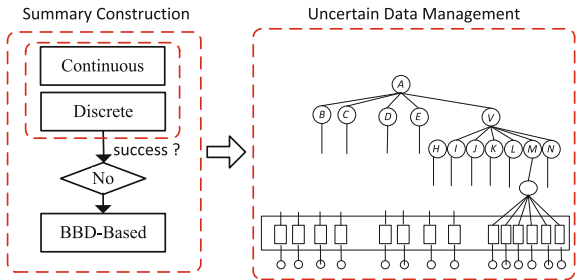 Summary Construction
Uncertain Data Management
Continuous
Discrete
success ?
No
BBD-Based
A
B C D E V
H I J K L M N